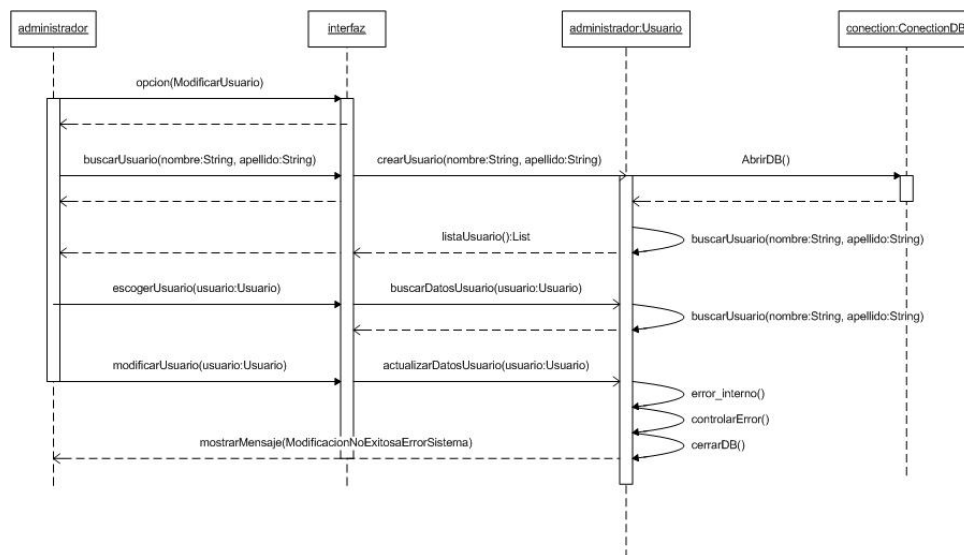 administrador
interfaz
administrador:Usuario
conection:ConectionDB
opcion(ModificarUsuario)
buscarUsuario(nombre:String, apellido:String)
crearUsuario(nombre:String, apellido:String)
AbrirDB()
listaUsuario():List
buscarUsuario(nombre:String, apellido:String)
escogerUsuario(usuario:Usuario)
buscarDatosUsuario(usuario:Usuario)
buscarUsuario(nombre:String, apellido:String)
modificarUsuario(usuario:Usuario)
actualizarDatosUsuario(usuario:Usuario)
error_interno()
controlarError()
mostrarMensaje(ModificacionNoExitosaErrorSistema)
cerrarDB()